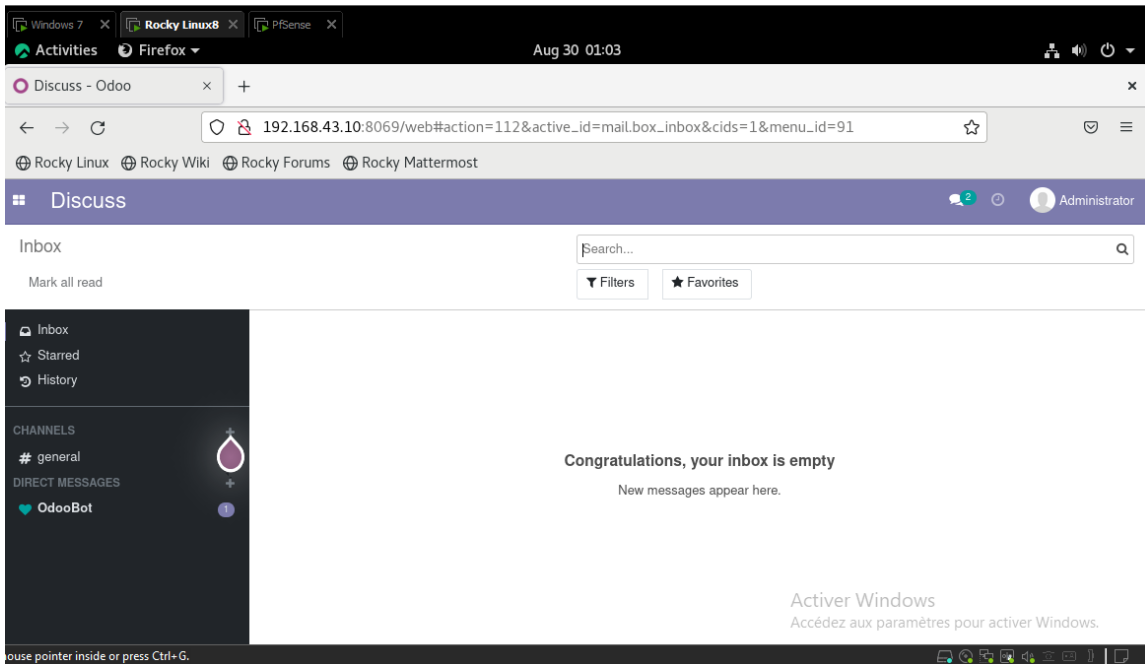 Windows 7 Rocky Linux8 PfSense
Activities Firefox Aug 30 01:03
Discuss - Odoo
192.168.43.10:8069/web#action=112&active_id=mail.box_inbox&cids=1&menu_id=91
Rocky Linux Rocky Wiki Rocky Forums Rocky Mattermost
Discuss 2 Administrator
Inbox Search...
Mark all read Filters Favorites
Inbox
Starred
History
CHANNELS
# general
DIRECT MESSAGES
OdooBot 1
Congratulations, your inbox is empty
New messages appear here.
Activer Windows
Accédez aux paramètres pour activer Windows.
ouse pointer inside or press Ctrl+G.